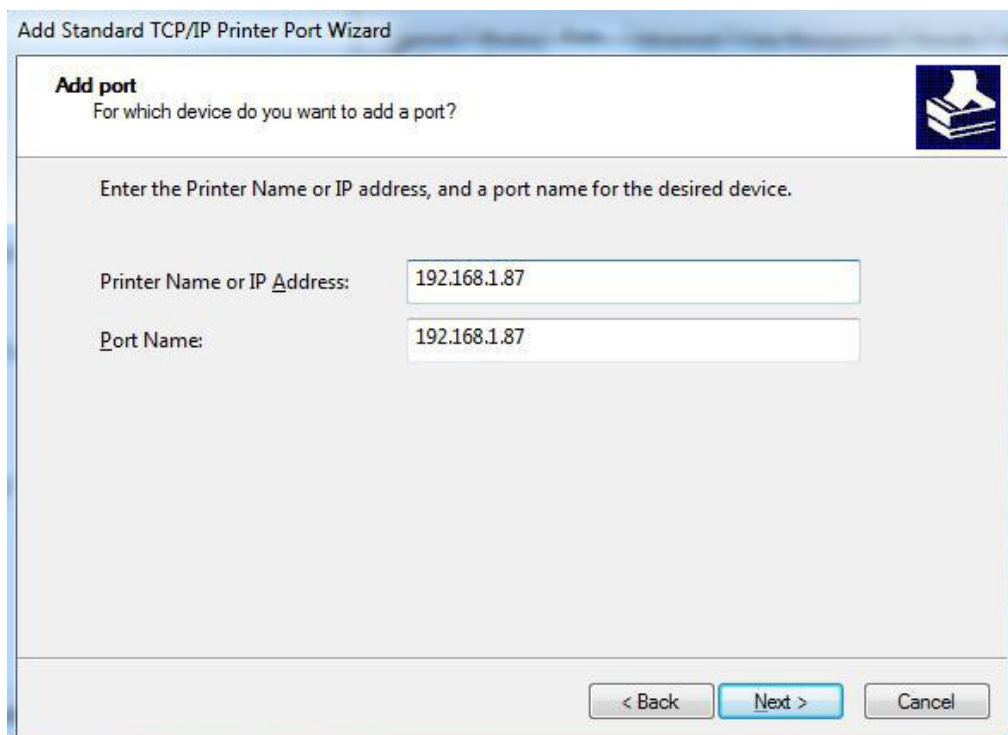 Add Standard TCP/IP Printer Port Wizard
Add port
For which device do you want to add a port?
Enter the Printer Name or IP address, and a port name for the desired device.
Printer Name or IP Address: 192.168.1.87
Port Name: 192.168.1.87
< Back Next > Cancel